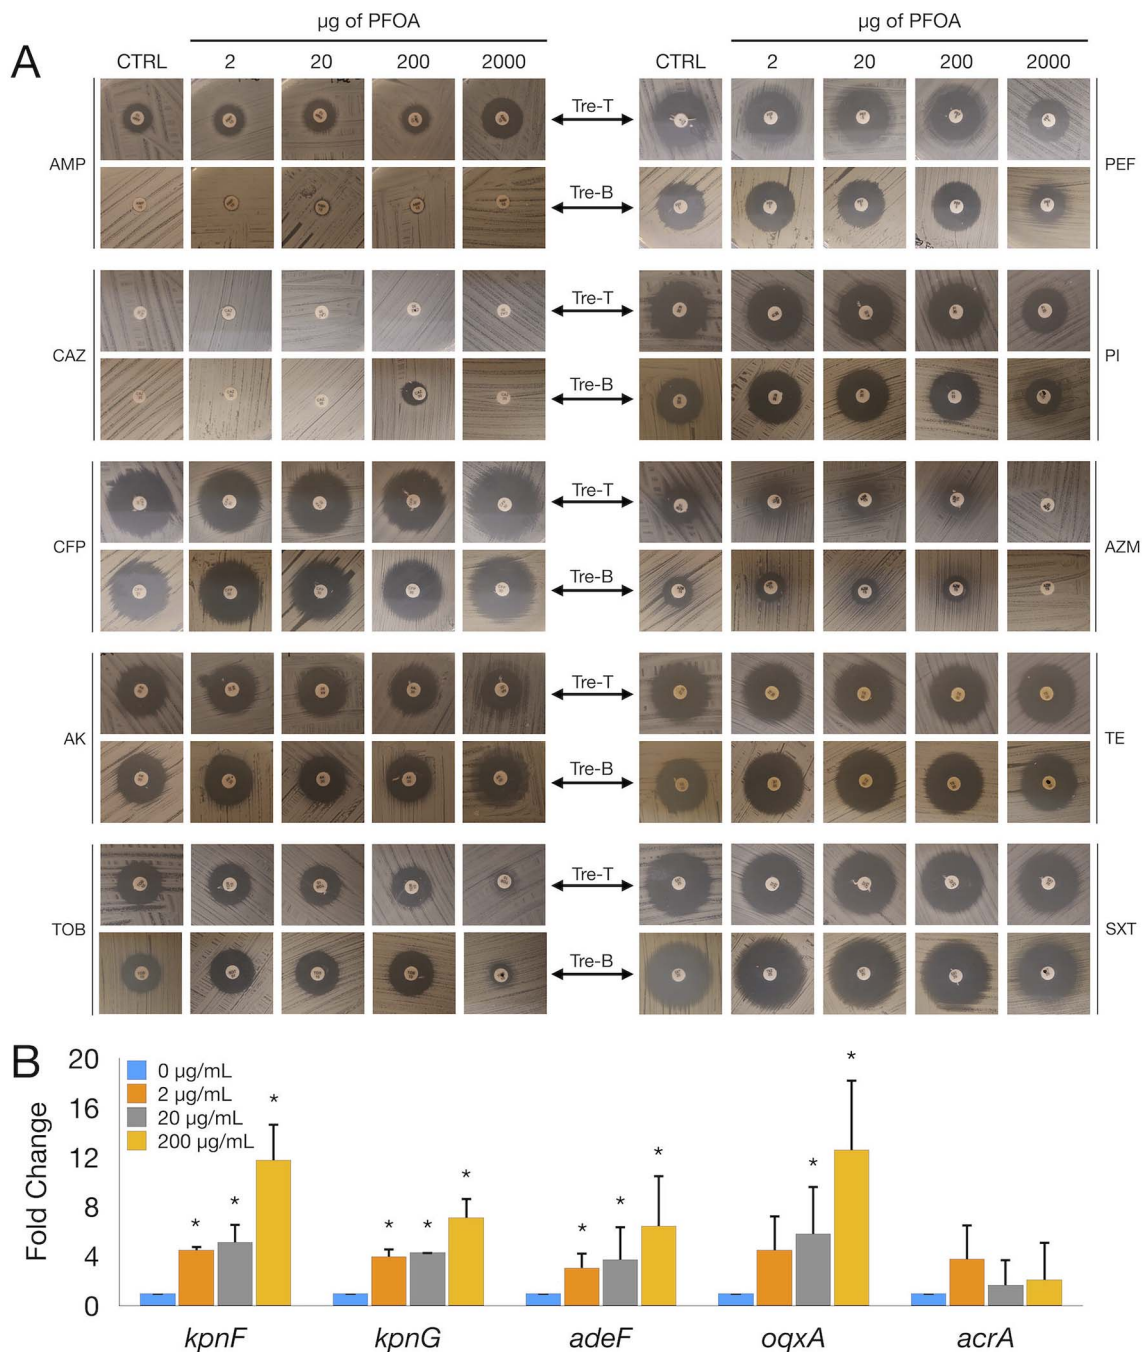 µg of PFOA
µg of PFOA
A
CTRL 2 20 200 2000
CTRL 2 20 200 2000
AMP
Tre-T
Tre-B
PEF
CAZ
Tre-T
Tre-B
PI
CFP
Tre-T
Tre-B
AZM
AK
Tre-T
Tre-B
TE
TOB
Tre-T
Tre-B
SXT
B
Fold Change
20
16
12
8
4
0
0 µg/mL
2 µg/mL
20 µg/mL
200 µg/mL
* * *
* * *
* * *
* *
kpnF kpnG adeF oqxA acrA